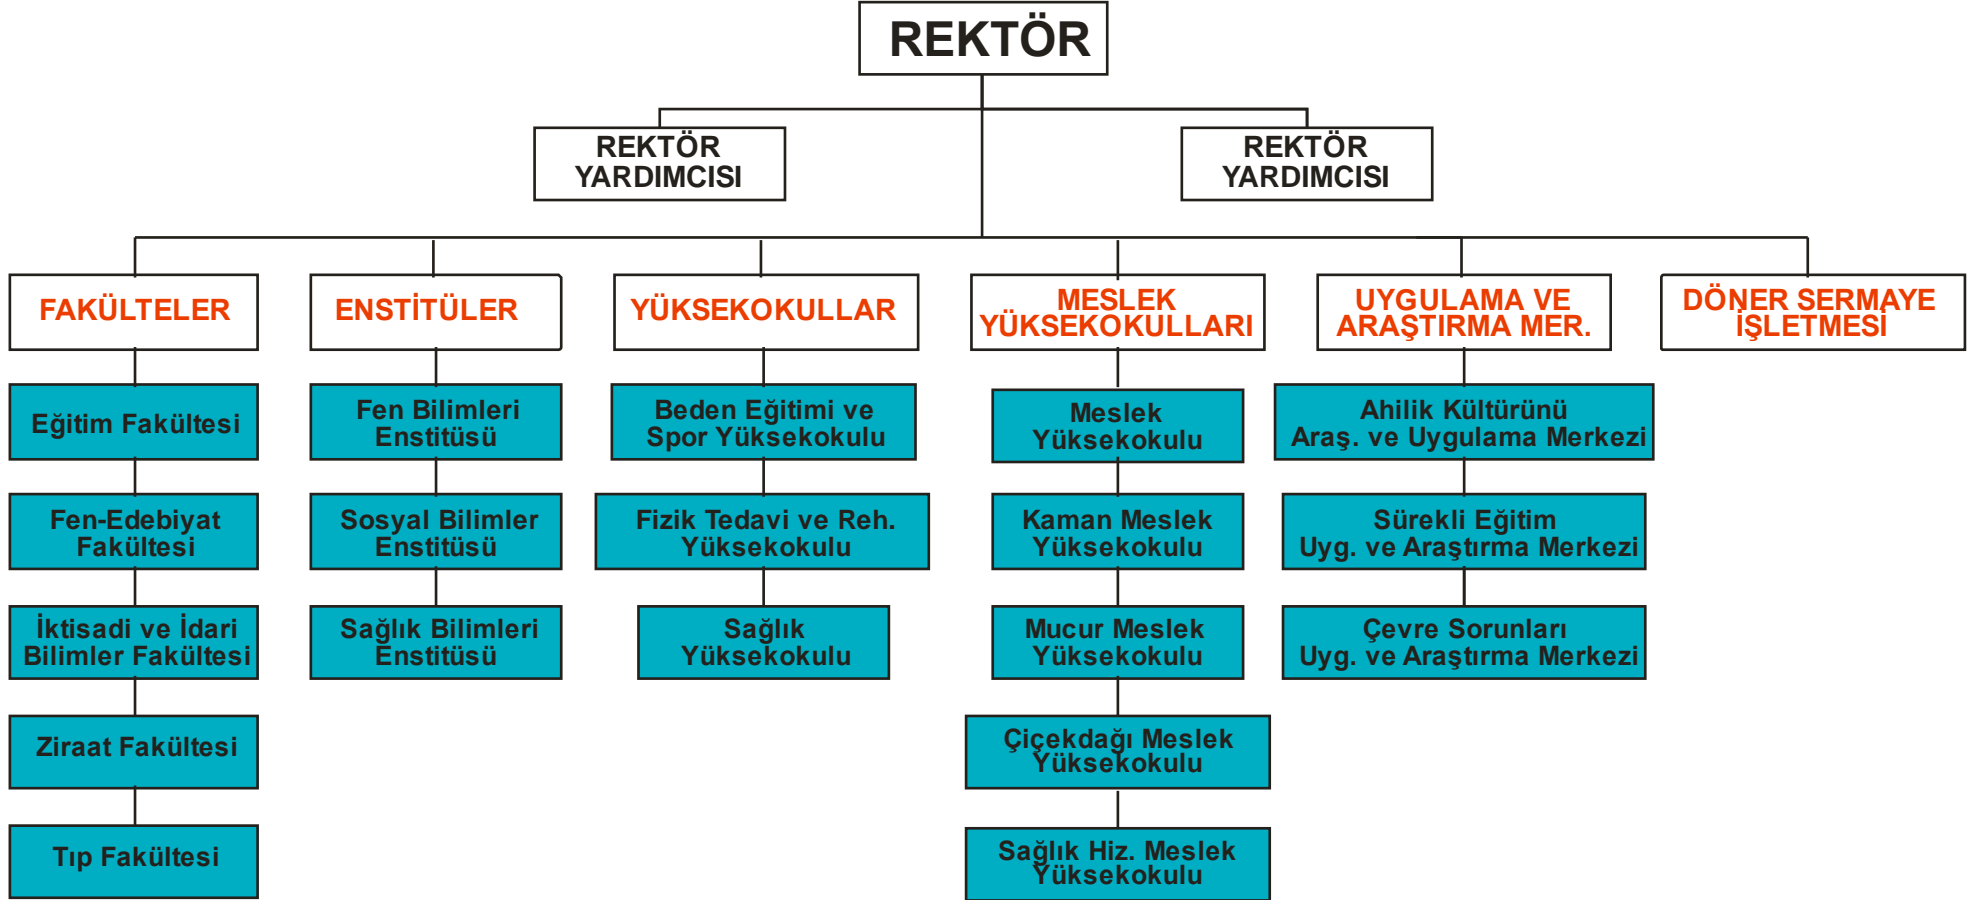 REKTÖR
REKTÖR
YARDIMCISI
REKTÖR
YARDIMCISI
FAKÜLTELER
ENSTİTÜLER
YÜKSEKOKULLAR
MESLEK
YÜKSEKOKULLARI
UYGULAMA VE
ARAŞTIRMA MER.
DÖNER SERMAYE
İŞLETMESİ
Eğitim Fakültesi
Fen-Edebiyat
Fakültesi
İktisadi ve İdari
Bilimler Fakültesi
Ziraat Fakültesi
Tıp Fakültesi
Fen Bilimleri
Enstitüsü
Sosyal Bilimler
Enstitüsü
Sağlık Bilimleri
Enstitüsü
Beden Eğitimi ve
Spor Yüksekokulu
Fizik Tedavi ve Reh.
Yüksekokulu
Sağlık
Yüksekokulu
Meslek
Yüksekokulu
Kaman Meslek
Yüksekokulu
Mucur Meslek
Yüksekokulu
Çiçekdağı Meslek
Yüksekokulu
Sağlık Hiz. Meslek
Yüksekokulu
Ahilik Kültürünü
Araş. ve Uygulama Merkezi
Sürekli Eğitim
Uyg. ve Araştırma Merkezi
Çevre Sorunları
Uyg. ve Araştırma Merkezi